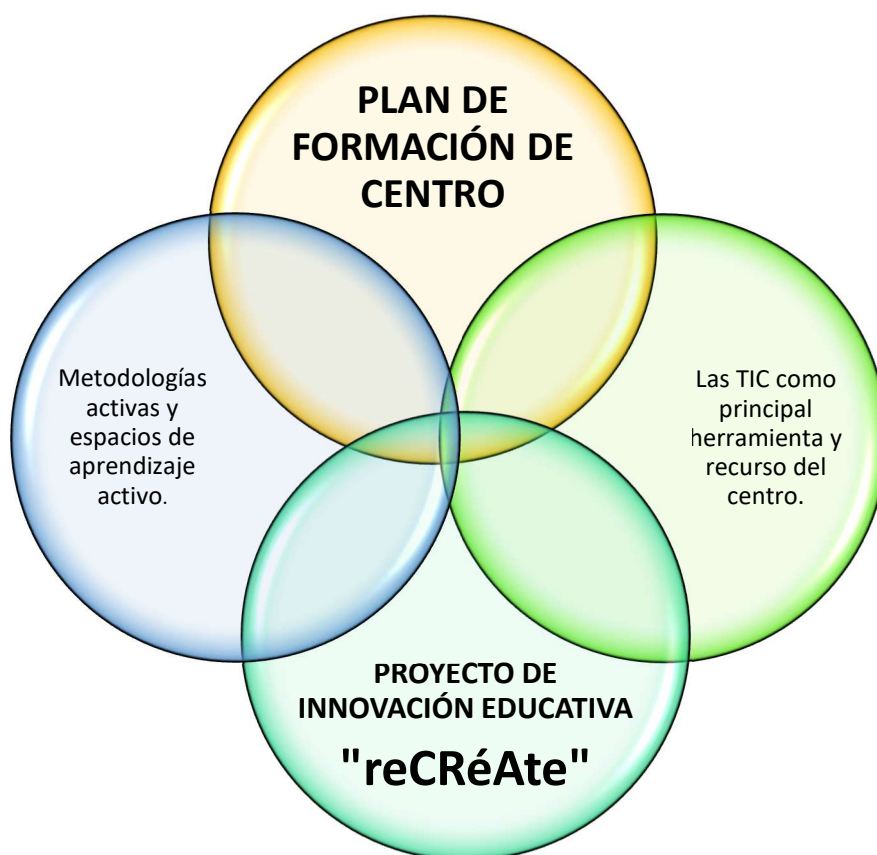 PLAN DE
FORMACIÓN DE
CENTRO
Metodologías
activas y
espacios de
aprendizaje
activo.
Las TIC como
principal
herramienta y
recurso del
centro.
PROYECTO DE
INNOVACIÓN EDUCATIVA
"reCRéAte"